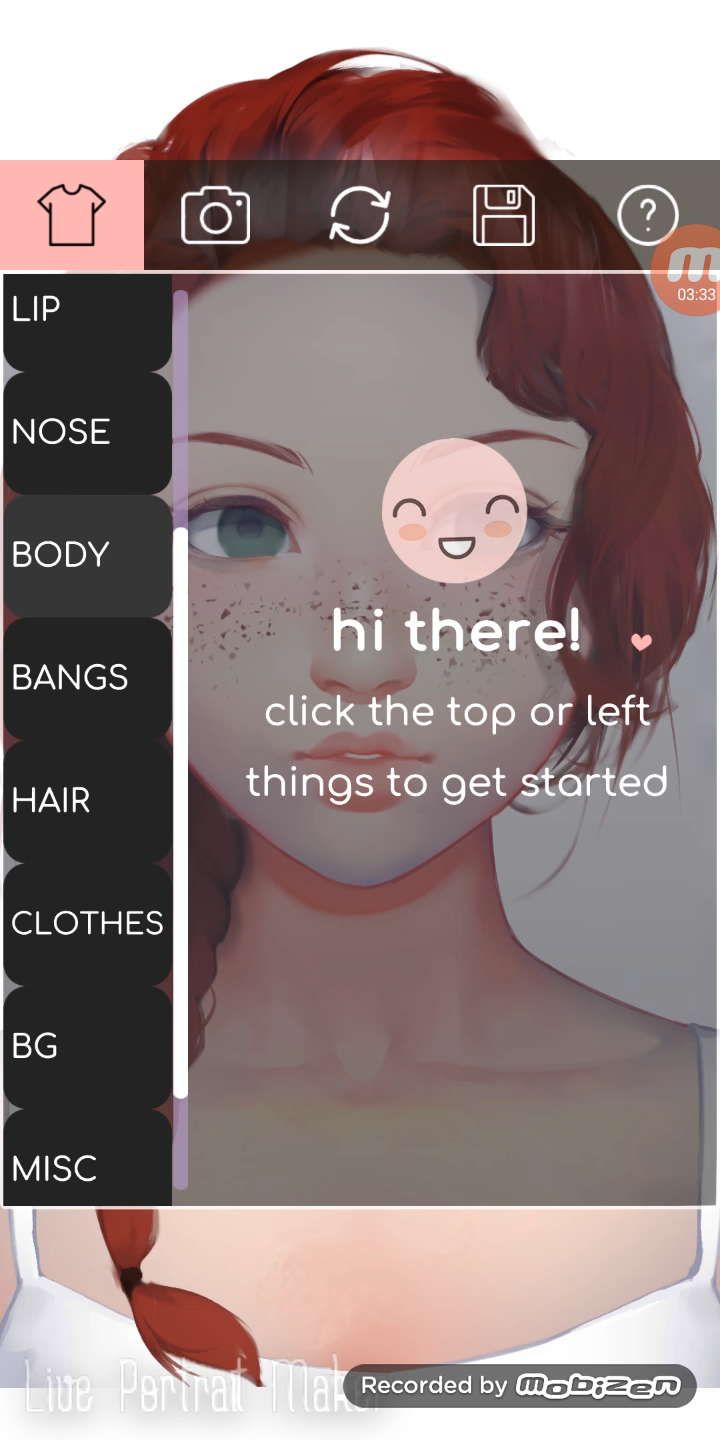 ?
m
03:33
LIP
NOSE
BODY
BANGS
HAIR
CLOTHES
BG
MISC
hi there!
click the top or left
things to get started
Live Portrait Maker
Recorded by mobizen